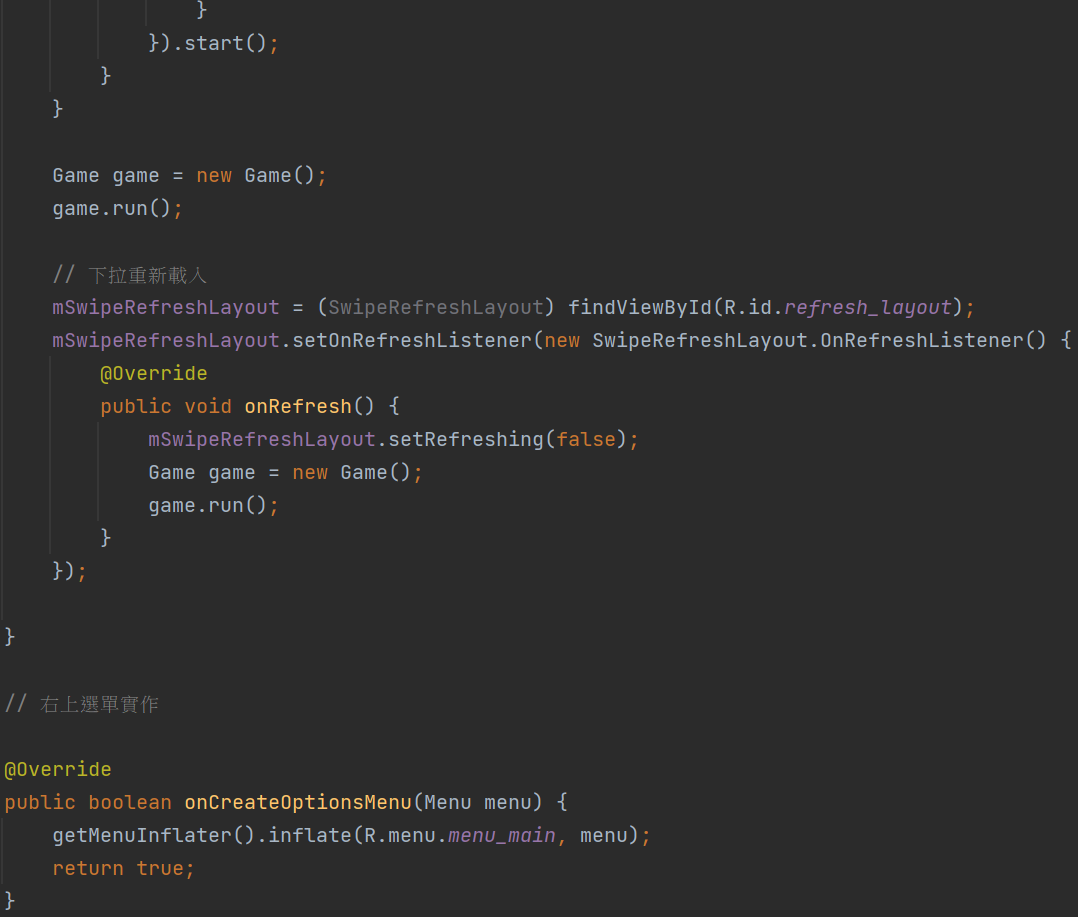 }
}).start();
}
}
Game game = new Game();
game.run();
// 下拉重新載入
mSwipeRefreshLayout = (SwipeRefreshLayout) findViewById(R.id.refresh_layout);
mSwipeRefreshLayout.setOnRefreshListener(new SwipeRefreshLayout.OnRefreshListener() {
@Override
public void onRefresh() {
mSwipeRefreshLayout.setRefreshing(false);
Game game = new Game();
game.run();
}
});
}
// 右上選單實作
@Override
public boolean onCreateOptionsMenu(Menu menu) {
getMenuInflater().inflate(R.menu.menu_main, menu);
return true;
}